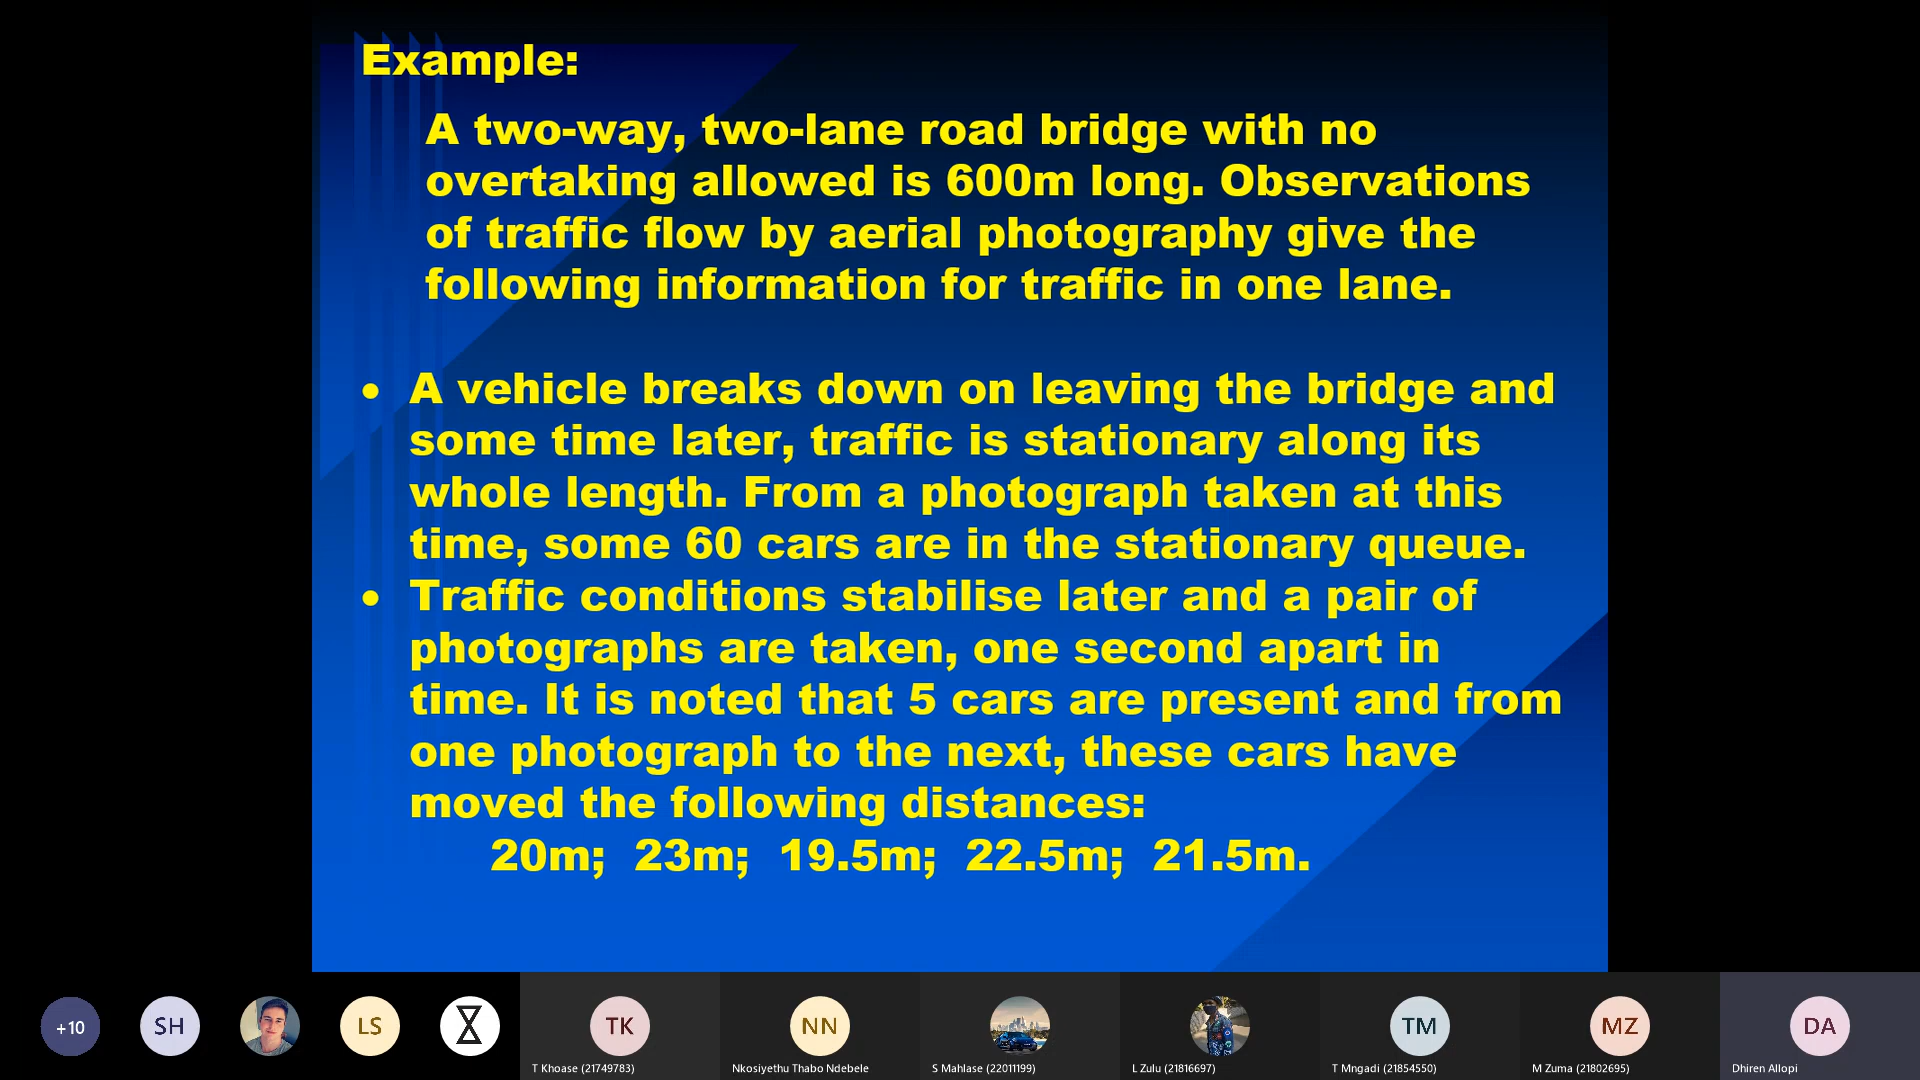 Example:
A two-way, two-lane road bridge with no
overtaking allowed is 600m long. Observations
of traffic flow by aerial photography give the
following information for traffic in one lane.
• A vehicle breaks down on leaving the bridge and
some time later, traffic is stationary along its
whole length. From a photograph taken at this
time, some 60 cars are in the stationary queue.
• Traffic conditions stabilise later and a pair of
photographs are taken, one second apart in
time. It is noted that 5 cars are present and from
one photograph to the next, these cars have
moved the following distances:
20m; 23m; 19.5m; 22.5m; 21.5m.
+10
SH
LS
TK
NN
TM
MZ
DA
T Khoase (21749783)
Nkosiyethu Thabo Ndebele
S Mahlase (22011199)
L Zulu (21816697)
T Mngadi (21854550)
M Zuma (21802695)
Dhiren Allopi